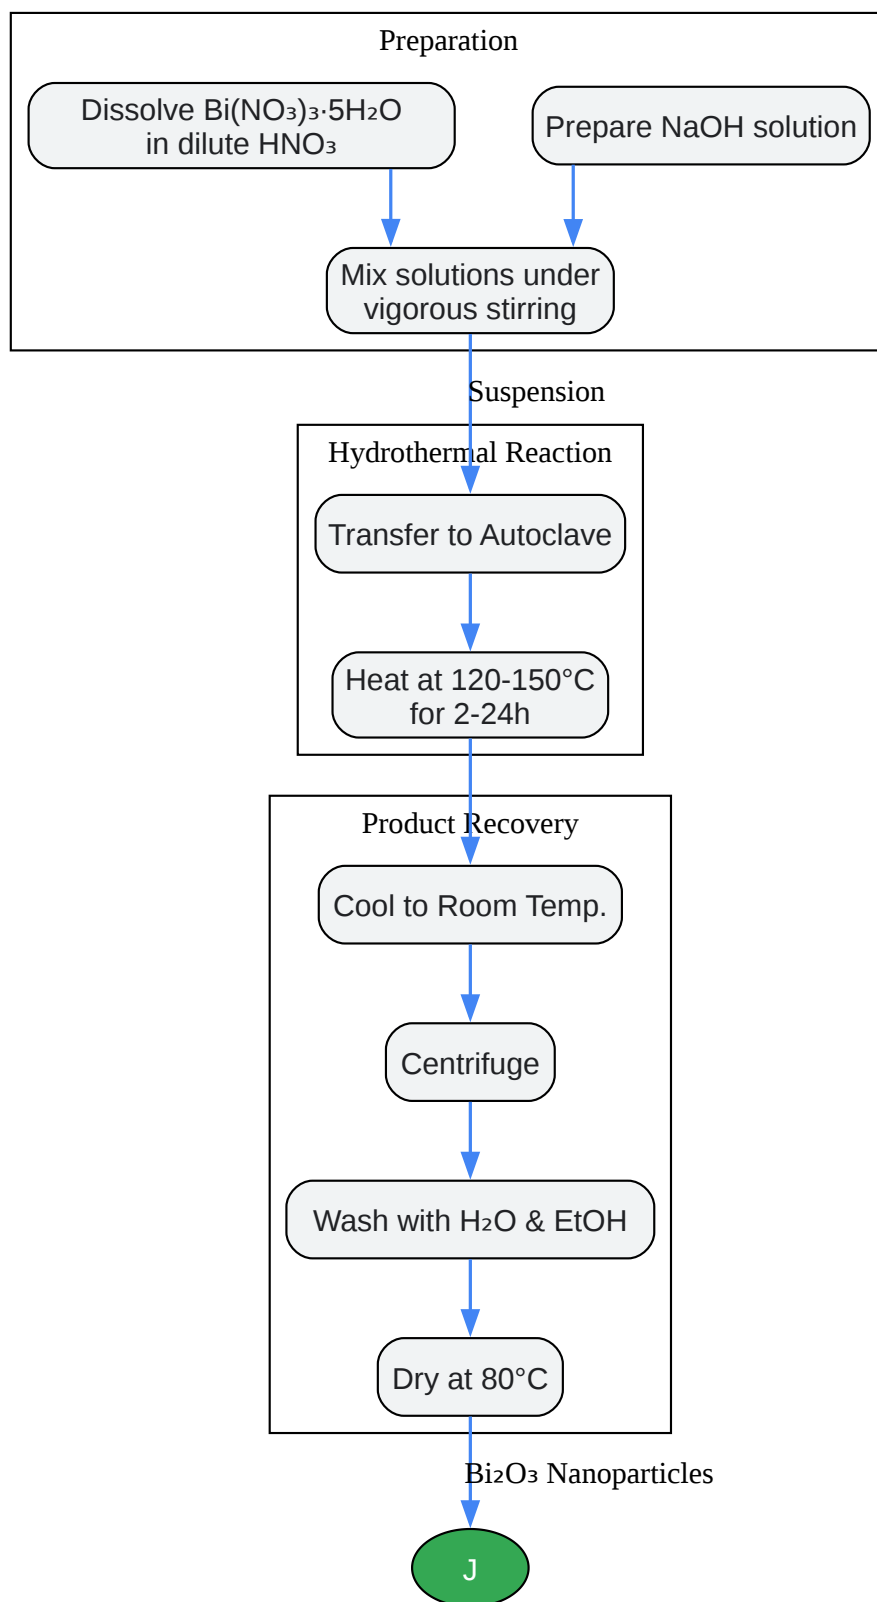 Preparation
Dissolve Bi(NO₃)₃·5H₂O
in dilute HNO₃
Prepare NaOH solution
Mix solutions under
vigorous stirring
Suspension
Hydrothermal Reaction
Transfer to Autoclave
Heat at 120-150°C
for 2-24h
Product Recovery
Cool to Room Temp.
Centrifuge
Wash with H₂O & EtOH
Dry at 80°C
Bi₂O₃ Nanoparticles
J